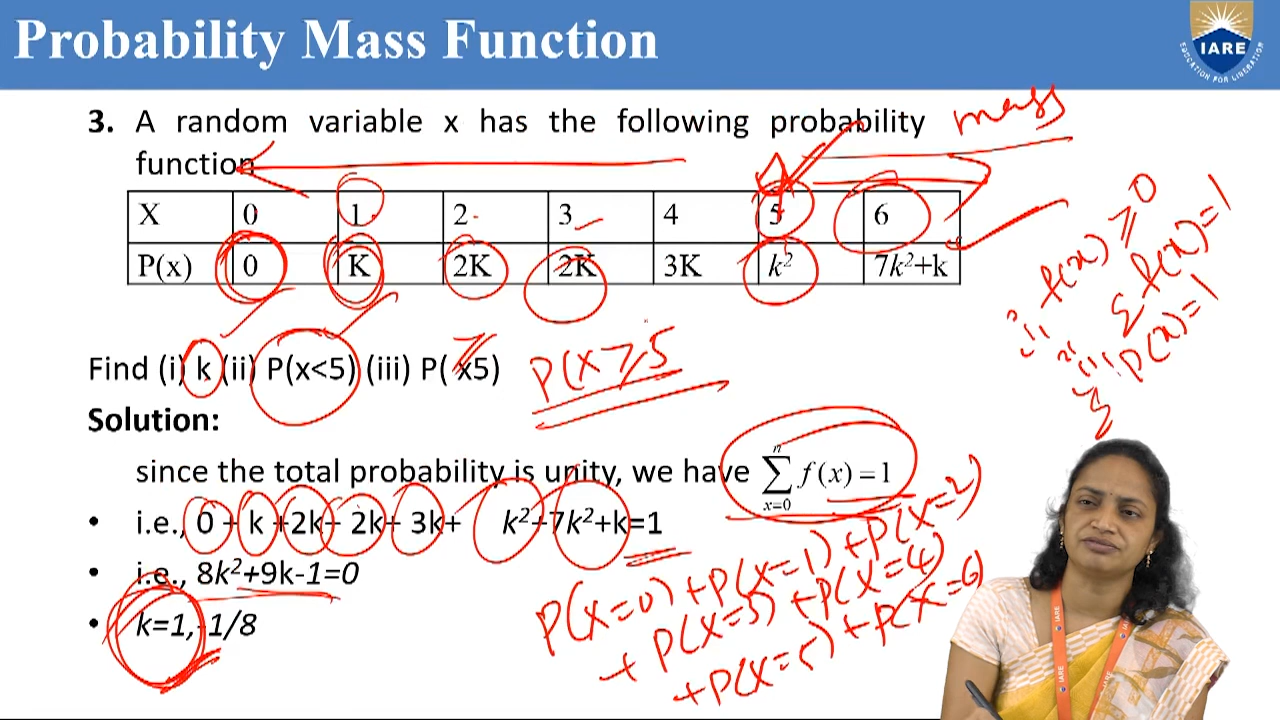 Probability Mass Function
IARE
EDUCATION FOR LIBERATION
3. A random variable x has the following probability mass
function
X 0 1 2 3 4 5 6
P(x) 0 K 2K 2K 3K k² 7k²+k
i) f(x) ≥ 0
Σ f(x) = 1
Σ P(x) = 1
Find (i) k (ii) P(x<5) (iii) P( ≥ x5) P(X ≥ 5
Solution:
since the total probability is unity, we have n Σ x=0 f(x) = 1
• i.e., 0 + k +2k+ 2k+ 3k+ k²+7k²+k=1
• i.e., 8k²+9k-1=0
• k=1,-1/8
P(X=0) + P(X=1) + P(X=2)
+ P(X=3) + P(X=4)
+ P(X=5) + P(X=6)
IARE
IARE